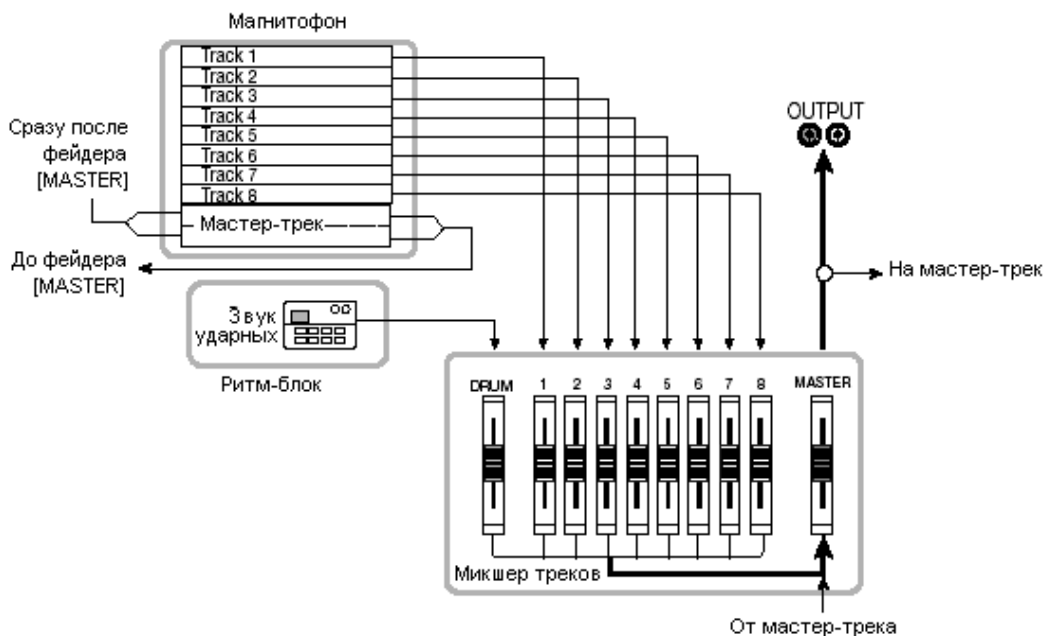 Магнитофон
Track 1
Track 2
Track 3
Track 4
Track 5
Track 6
Track 7
Track 8
Мастер-трек
Сразу после
фейдера
[MASTER]
До фейдера
[MASTER]
OUTPUT
На мастер-трек
Звук
ударных
Ритм-блок
DRUM 1 2 3 4 5 6 7 8 MASTER
Микшер треков
От мастер-трека